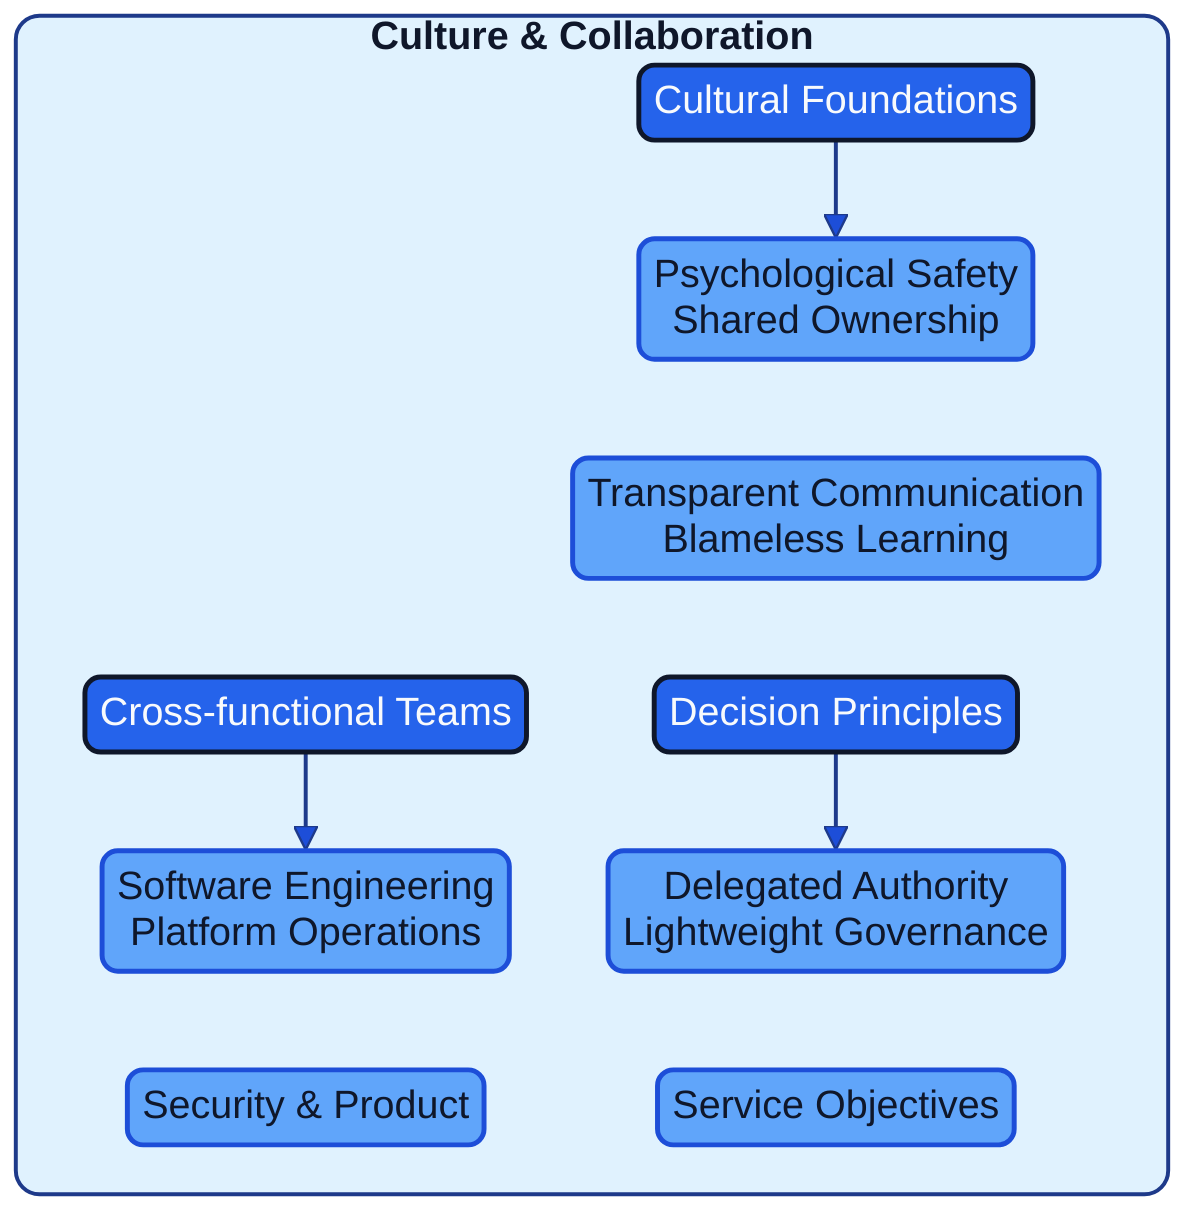 Culture & Collaboration
Cultural Foundations
Psychological Safety
Shared Ownership
Transparent Communication
Blameless Learning
Cross-functional Teams
Decision Principles
Software Engineering
Platform Operations
Delegated Authority
Lightweight Governance
Security & Product
Service Objectives